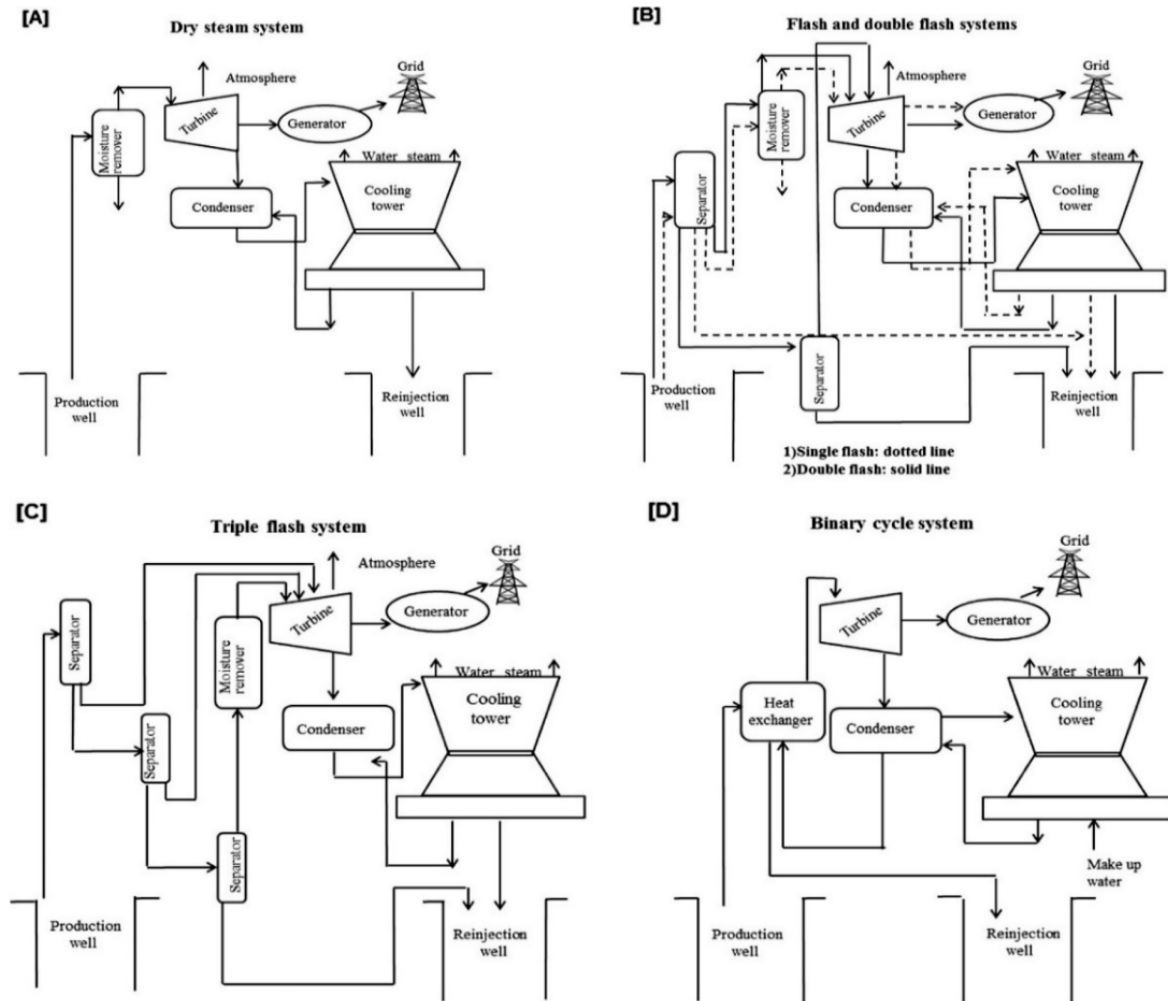 [A]
Dry steam system
Atmosphere
Grid
Turbine
Generator
Moisture
remover
Water steam
Cooling
tower
Condenser
Production
well
Reinjection
well
[B]
Flash and double flash systems
Atmosphere
Grid
Moisture
remover
Turbine
Generator
Water steam
Separator
Cooling
tower
Condenser
Separator
Production
well
Reinjection
well
1)Single flash: dotted line
2)Double flash: solid line
[C]
Triple flash system
Atmosphere
Grid
Separator
Turbine
Generator
Moisture
remover
Water steam
Cooling
tower
Separator
Condenser
Separator
Production
well
Reinjection
well
[D]
Binary cycle system
Grid
Turbine
Generator
Water steam
Heat
exchanger
Cooling
tower
Condenser
Make up
water
Production
well
Reinjection
well